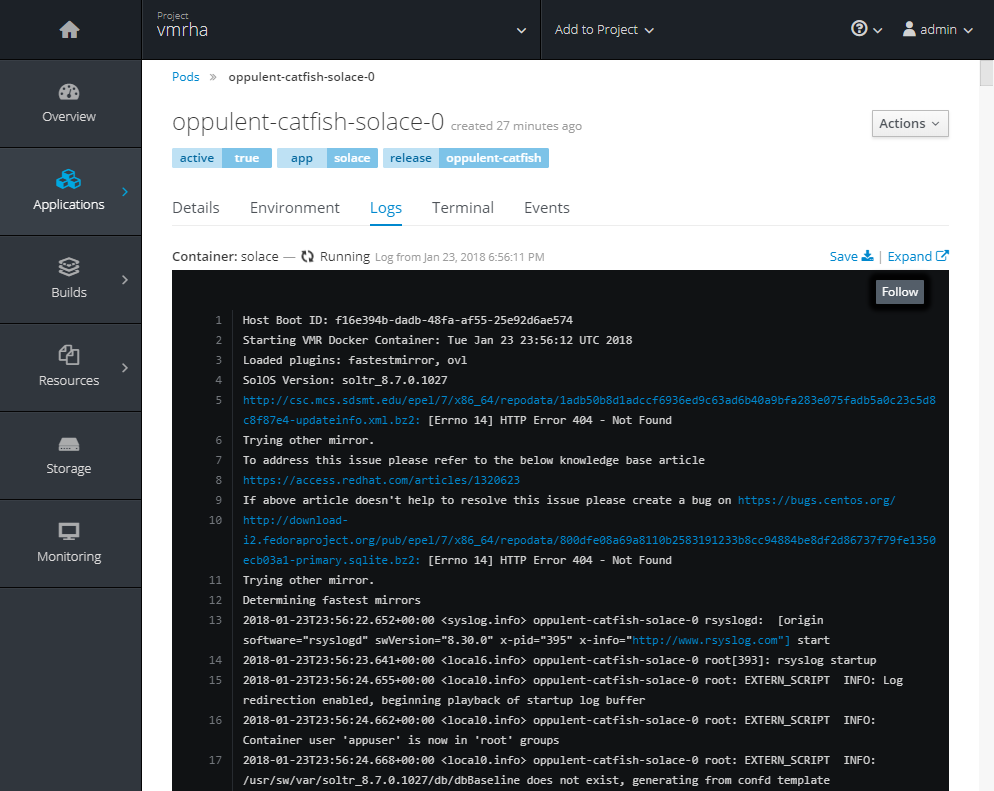 Project
vmrha
Add to Project
admin
Overview
Applications
Builds
Resources
Storage
Monitoring
Pods » oppulent-catfish-solace-0
oppulent-catfish-solace-0 created 27 minutes ago
Actions
active true app solace release oppulent-catfish
Details Environment Logs Terminal Events
Container: solace — Running Log from Jan 23, 2018 6:56:11 PM
Save | Expand
Follow
1 Host Boot ID: f16e394b-dadb-48fa-af55-25e92d6ae574
2 Starting VMR Docker Container: Tue Jan 23 23:56:12 UTC 2018
3 Loaded plugins: fastestmirror, ovl
4 SolOS Version: soltr_8.7.0.1027
5 http://csc.mcs.sdsmt.edu/epel/7/x86_64/repodata/1adb50b8d1adccf6936ed9c63ad6b40a9bfa283e075fadb5a0c23c5d8
c8f87e4-updateinfo.xml.bz2: [Errno 14] HTTP Error 404 - Not Found
6 Trying other mirror.
7 To address this issue please refer to the below knowledge base article
8 https://access.redhat.com/articles/1320623
9 If above article doesn't help to resolve this issue please create a bug on https://bugs.centos.org/
10 http://download-
i2.fedoraproject.org/pub/epel/7/x86_64/repodata/800dfe08a69a8110b2583191233b8cc94884be8df2d86737f79fe1350
ecb03a1-primary.sqlite.bz2: [Errno 14] HTTP Error 404 - Not Found
11 Trying other mirror.
12 Determining fastest mirrors
13 2018-01-23T23:56:22.652+00:00 <syslog.info> oppulent-catfish-solace-0 rsyslogd:  [origin
software="rsyslogd" swVersion="8.30.0" x-pid="395" x-info="http://www.rsyslog.com"] start
14 2018-01-23T23:56:23.641+00:00 <local6.info> oppulent-catfish-solace-0 root[393]: rsyslog startup
15 2018-01-23T23:56:24.655+00:00 <local0.info> oppulent-catfish-solace-0 root: EXTERN_SCRIPT  INFO: Log
redirection enabled, beginning playback of startup log buffer
16 2018-01-23T23:56:24.662+00:00 <local0.info> oppulent-catfish-solace-0 root: EXTERN_SCRIPT  INFO:
Container user 'appuser' is now in 'root' groups
17 2018-01-23T23:56:24.668+00:00 <local0.info> oppulent-catfish-solace-0 root: EXTERN_SCRIPT  INFO:
/usr/sw/var/soltr_8.7.0.1027/db/dbBaseline does not exist, generating from confd template